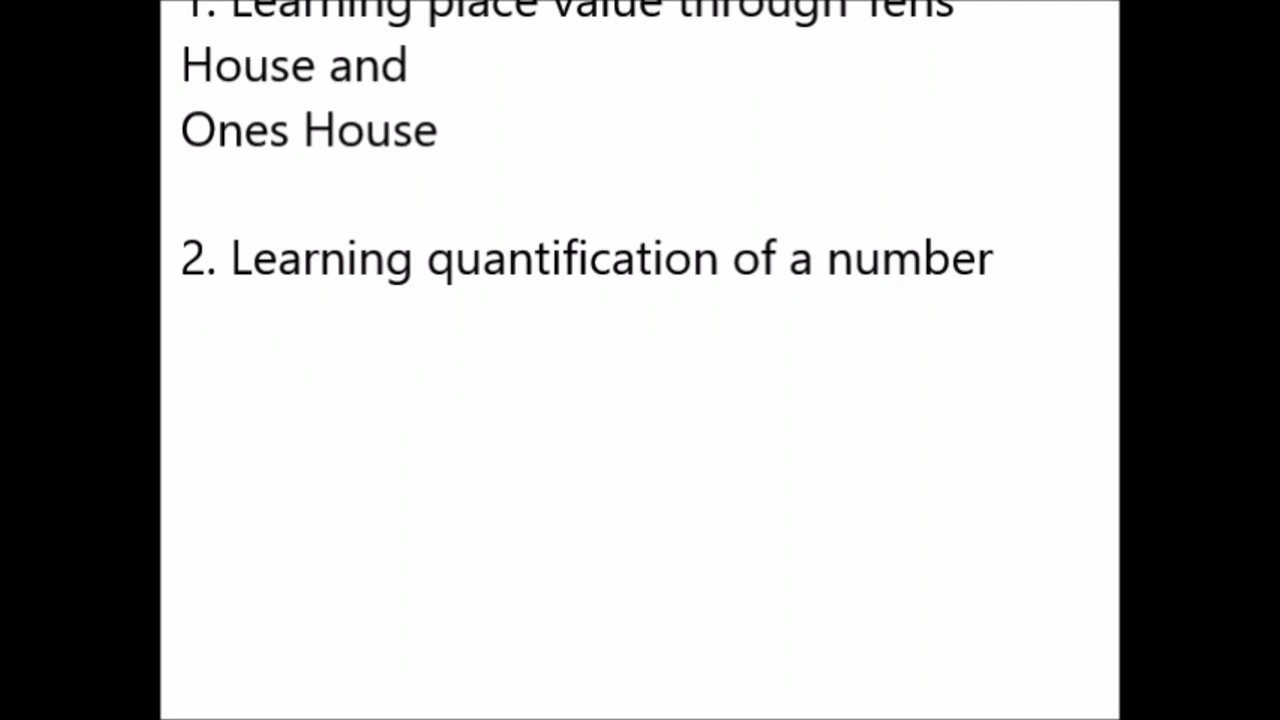 1. Learning place value through Tens
House and
Ones House
2. Learning quantification of a number